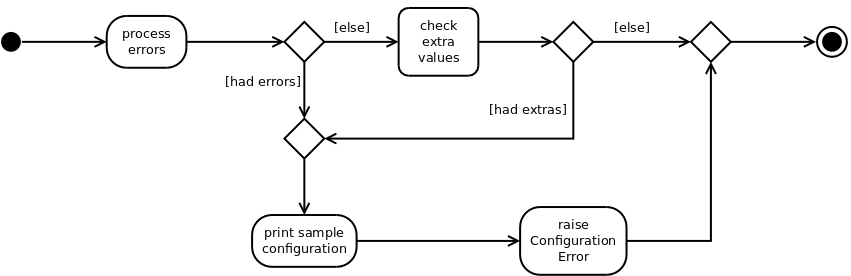 process
errors
[else]
check
extra
values
[else]
[had errors]
[had extras]
print sample
configuration
raise
Configuration
Error